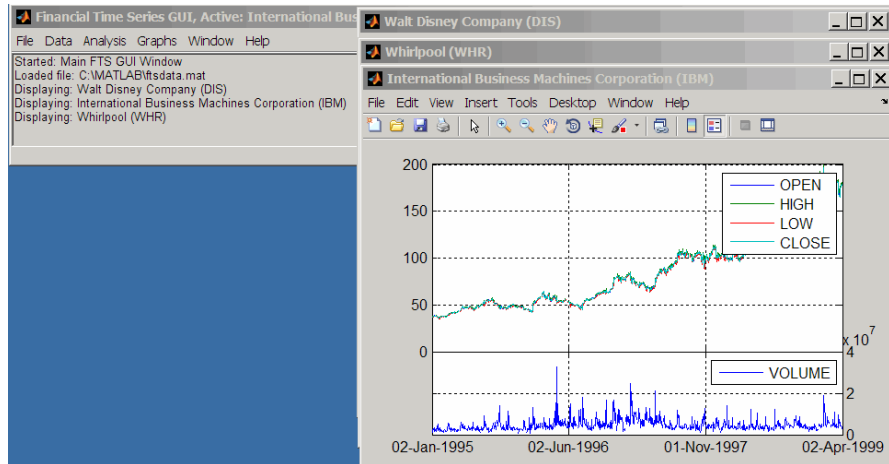 Financial Time Series GUI, Active: International Bus
File Data Analysis Graphs Window Help
Started: Main FTS GUI Window
Loaded file: C:\MATLAB\ftsdata.mat
Displaying: Walt Disney Company (DIS)
Displaying: International Business Machines Corporation (IBM)
Displaying: Whirlpool (WHR)
Walt Disney Company (DIS)
Whirlpool (WHR)
International Business Machines Corporation (IBM)
File Edit View Insert Tools Desktop Window Help
200
150
100
50
0
OPEN
HIGH
LOW
CLOSE
x 10^7
4
2
0
VOLUME
02-Jan-1995 02-Jun-1996 01-Nov-1997 02-Apr-1999